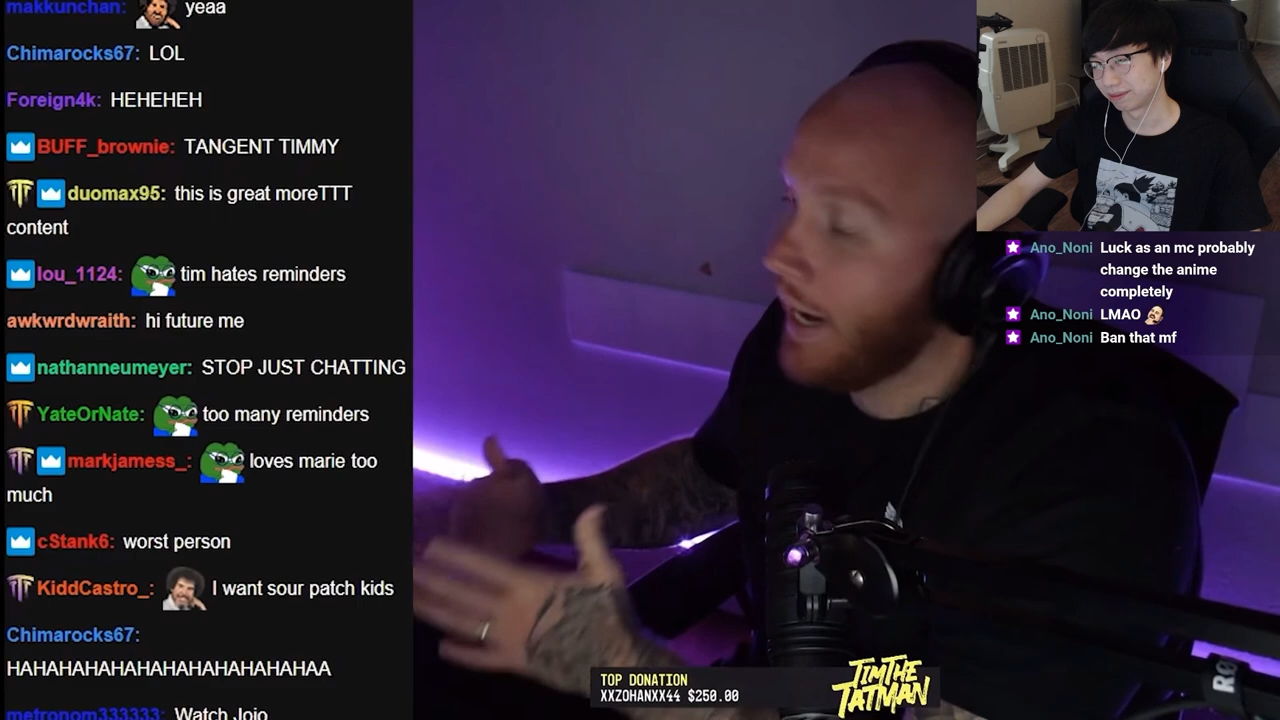 makkunchan: yeaa
Chimarocks67: LOL
Foreign4k: HEHEHEH
BUFF_brownie: TANGENT TIMMY
duomax95: this is great moreTTT
content
lou_1124: tim hates reminders
awkwrdwraith: hi future me
nathanneumeyer: STOP JUST CHATTING
YateOrNate: too many reminders
markjamess_: loves marie too
much
cStank6: worst person
KiddCastro_: I want sour patch kids
Chimarocks67:
HAHAHAHAHAHAHAHAHAHAHAA
metronom333333: Watch Jojo
Ano_Noni Luck as an mc probably
change the anime
completely
Ano_Noni LMAO
Ano_Noni Ban that mf
TOP DONATION
XXZOHANXX44 $250.00
TIMTHE
TATMAN